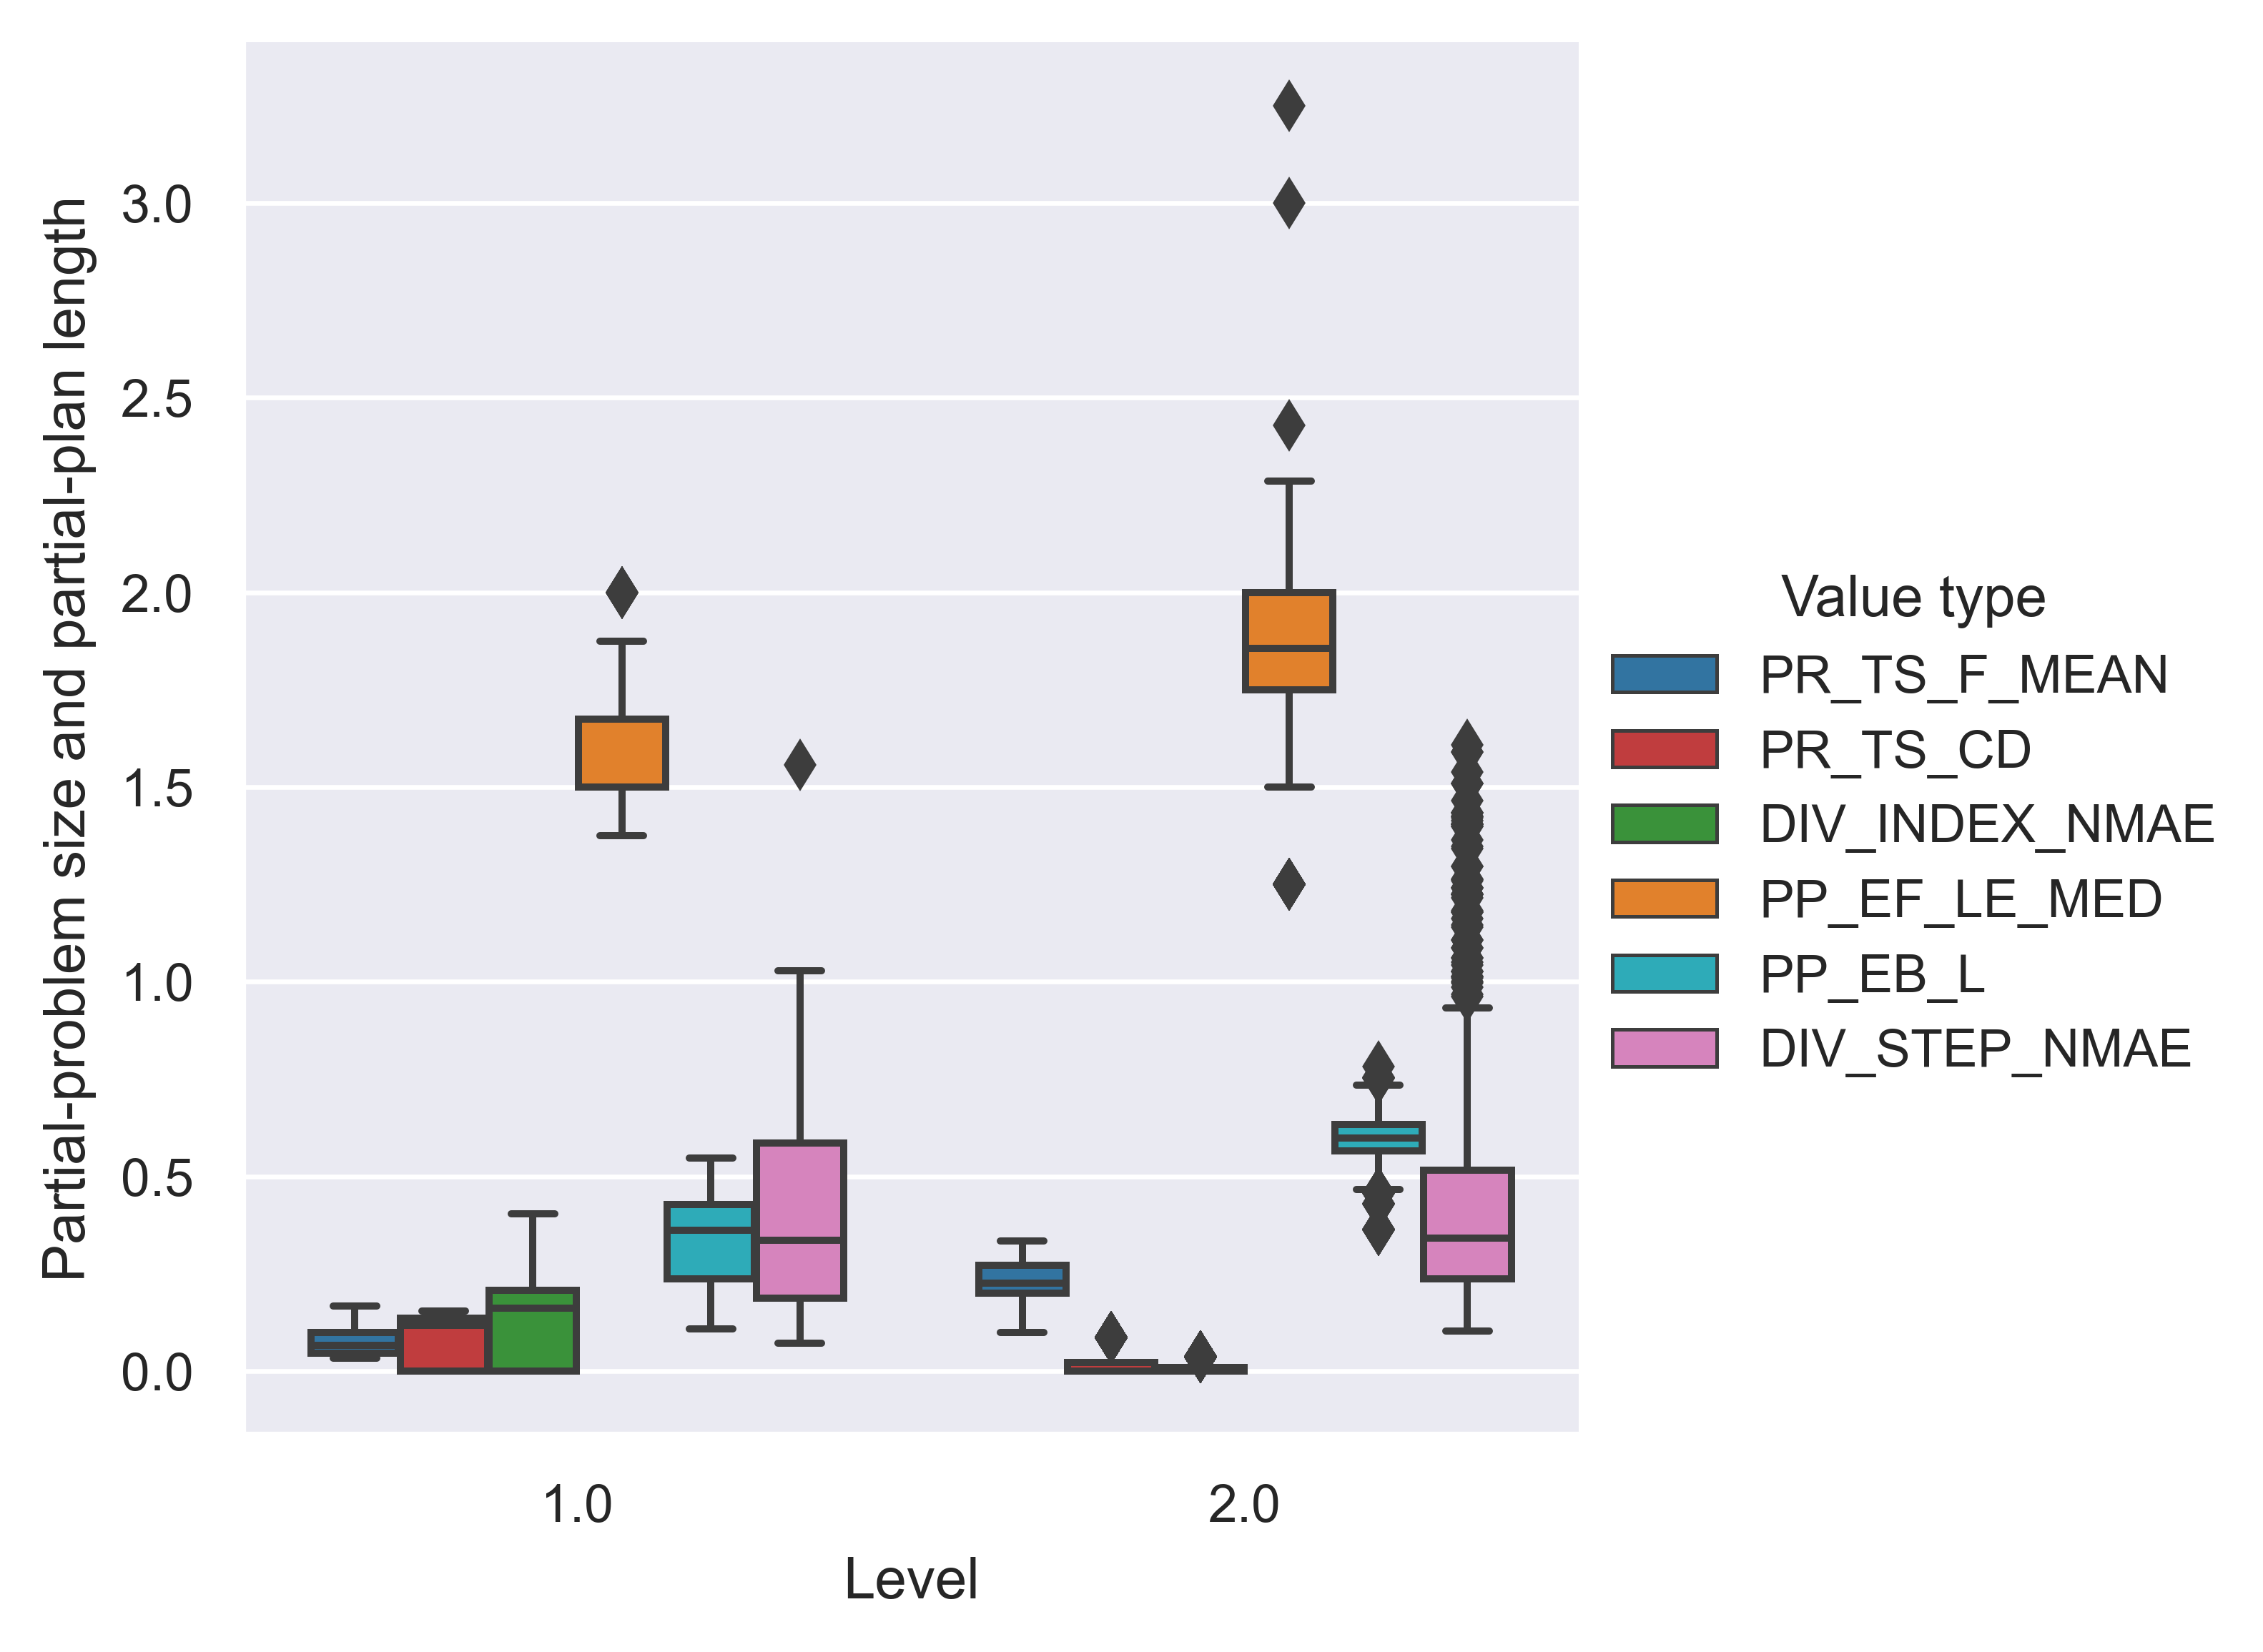 Partial-problem size and partial-plan length
3.0
2.5
2.0
1.5
1.0
0.5
0.0
1.0
2.0
Level
Value type
PR_TS_F_MEAN
PR_TS_CD
DIV_INDEX_NMAE
PP_EF_LE_MED
PP_EB_L
DIV_STEP_NMAE